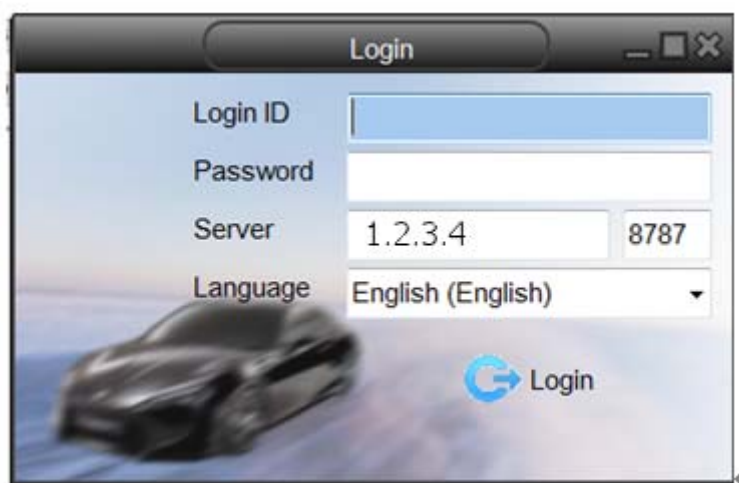 Login
Login ID
Password
Server 1.2.3.4 8787
Language English (English)
Login